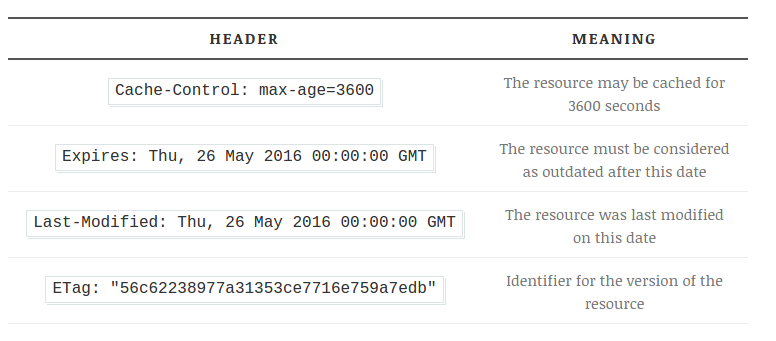 HEADER MEANING
Cache-Control: max-age=3600 The resource may be cached for
3600 seconds
Expires: Thu, 26 May 2016 00:00:00 GMT The resource must be considered
as outdated after this date
Last-Modified: Thu, 26 May 2016 00:00:00 GMT The resource was last modified
on this date
ETag: "56c62238977a31353ce7716e759a7edb" Identifier for the version of the
resource